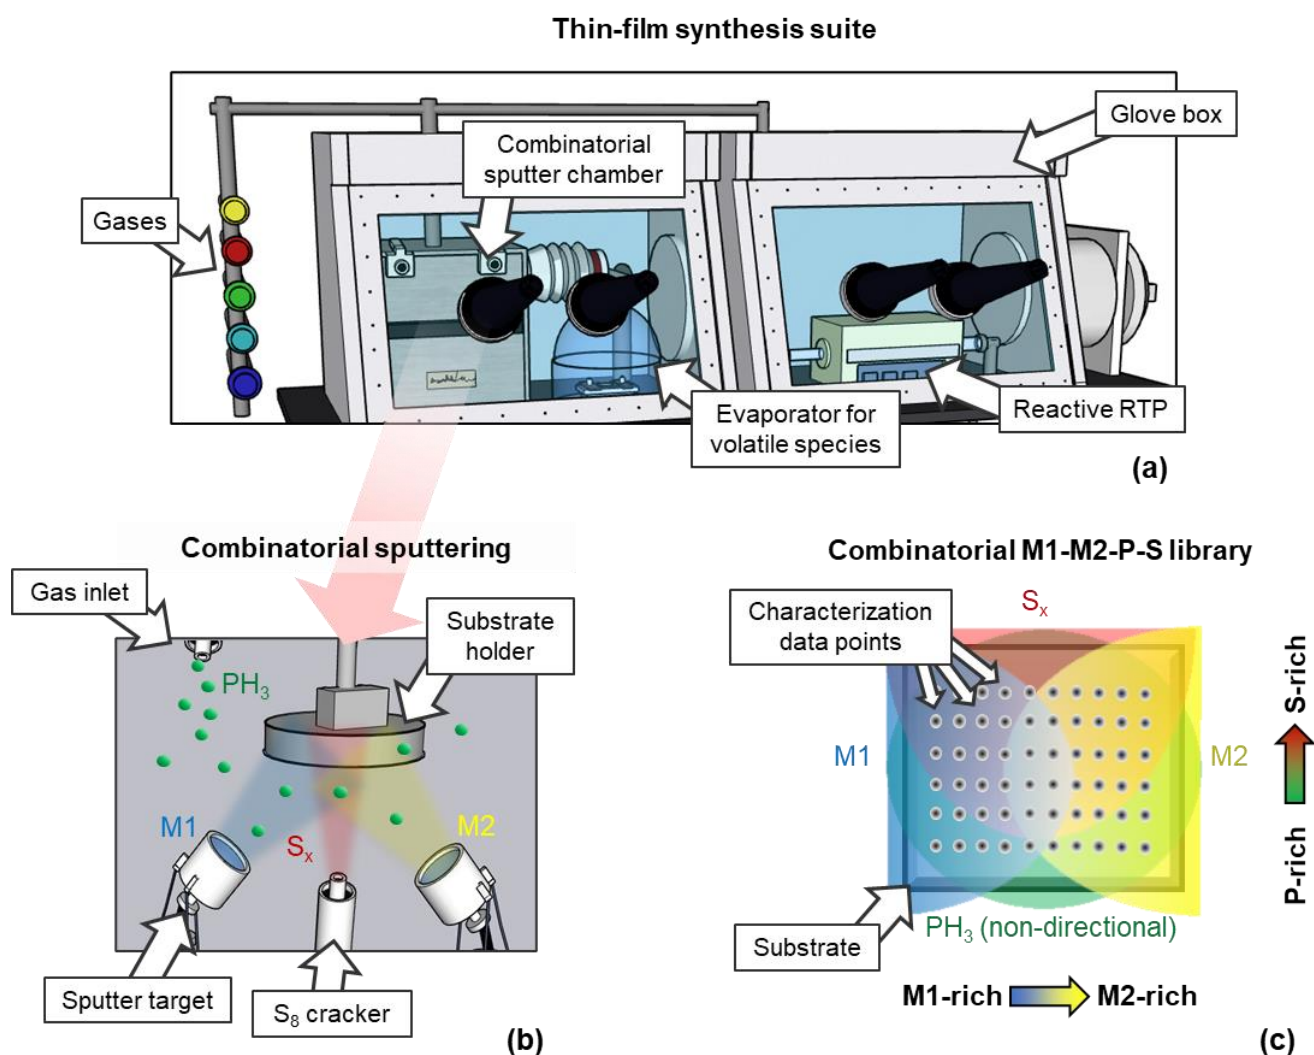 Thin-film synthesis suite
Glove box
Combinatorial
sputter chamber
Gases
Evaporator for
volatile species
Reactive RTP
(a)
Combinatorial sputtering
Gas inlet
Substrate
holder
PH₃
M1
M2
Sₓ
Sputter target
S₈ cracker
(b)
Combinatorial M1-M2-P-S library
Characterization
data points
Sₓ
M1
M2
S-rich
P-rich
PH₃ (non-directional)
Substrate
M1-rich M2-rich
(c)